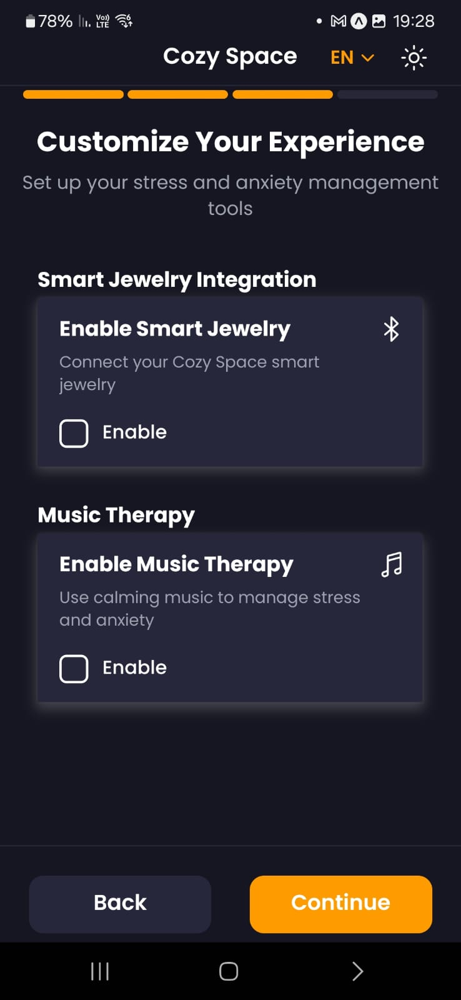 78% Vo)) LTE 6 19:28
Cozy Space EN
Customize Your Experience
Set up your stress and anxiety management
tools
Smart Jewelry Integration
Enable Smart Jewelry
Connect your Cozy Space smart
jewelry
Enable
Music Therapy
Enable Music Therapy
Use calming music to manage stress
and anxiety
Enable
Back Continue